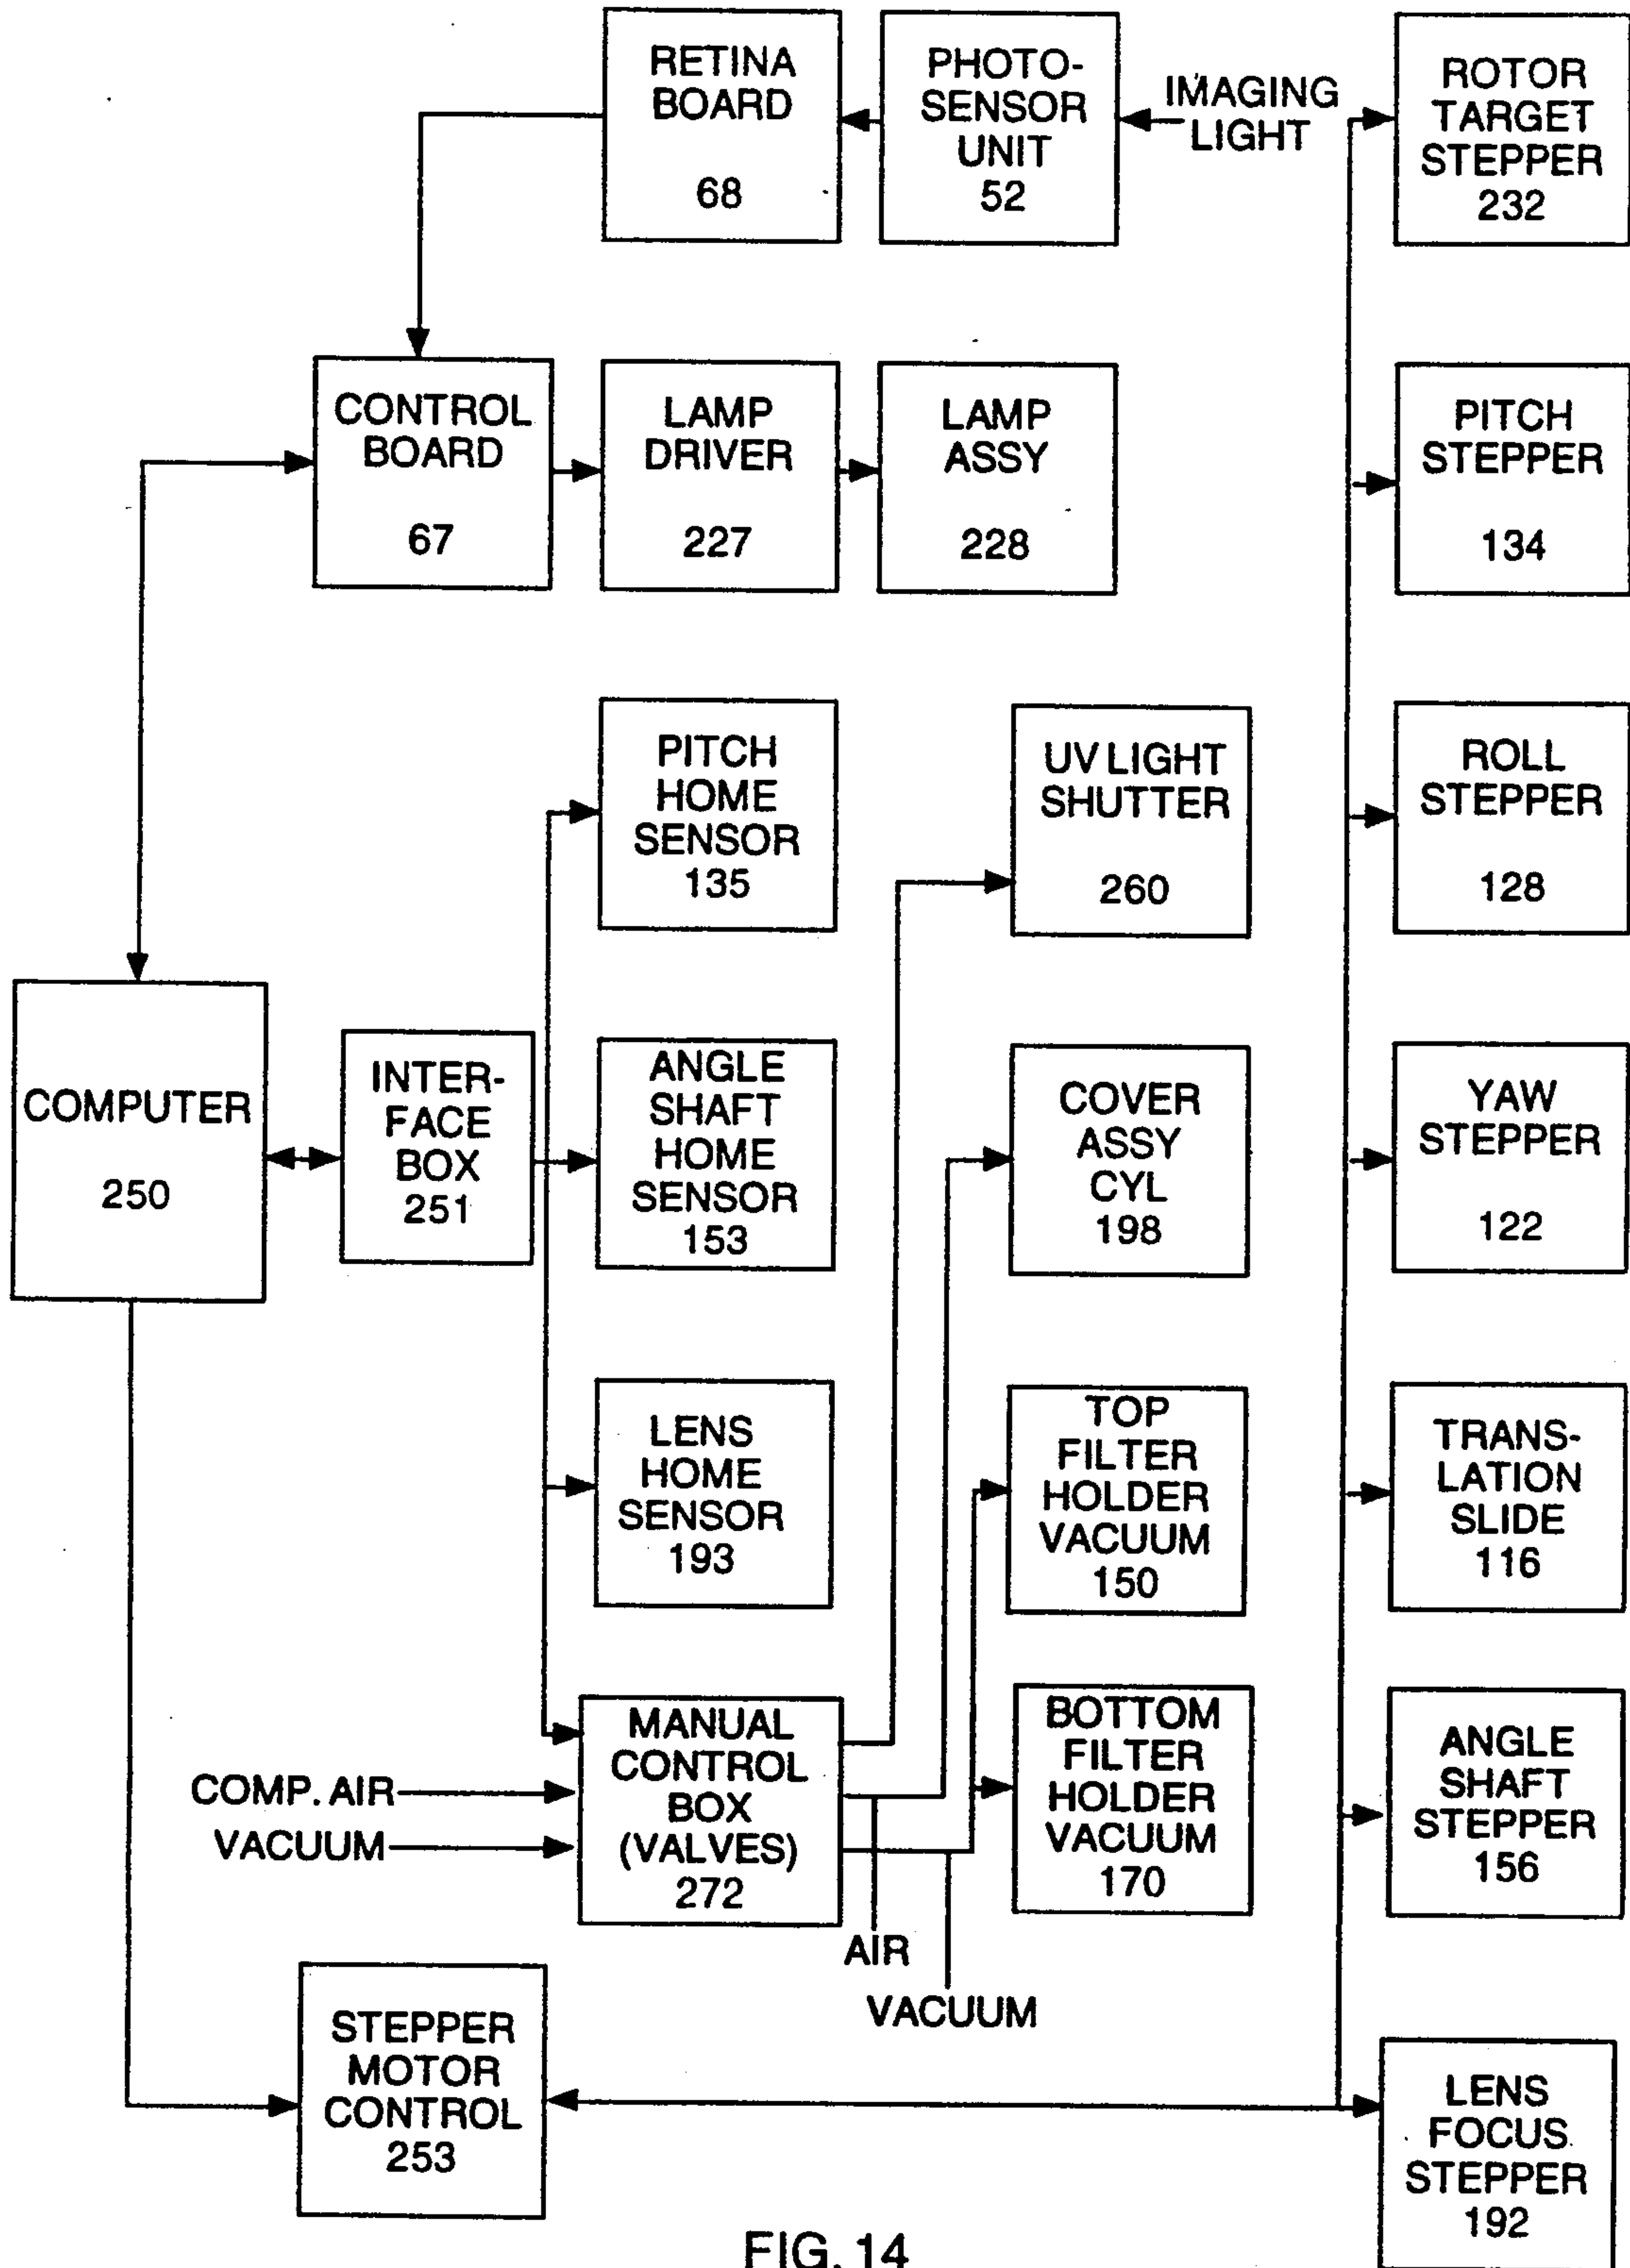 RETINA
BOARD
68
PHOTO-
SENSOR
UNIT
52
IMAGING
LIGHT
ROTOR
TARGET
STEPPER
232
CONTROL
BOARD
67
LAMP
DRIVER
227
LAMP
ASSY
228
PITCH
STEPPER
134
PITCH
HOME
SENSOR
135
UV LIGHT
SHUTTER
260
ROLL
STEPPER
128
COMPUTER
250
INTER-
FACE
BOX
251
ANGLE
SHAFT
HOME
SENSOR
153
COVER
ASSY
CYL
198
YAW
STEPPER
122
LENS
HOME
SENSOR
193
TOP
FILTER
HOLDER
VACUUM
150
TRANS-
LATION
SLIDE
116
COMP. AIR
VACUUM
MANUAL
CONTROL
BOX
(VALVES)
272
BOTTOM
FILTER
HOLDER
VACUUM
170
ANGLE
SHAFT
STEPPER
156
AIR
VACUUM
STEPPER
MOTOR
CONTROL
253
LENS
FOCUS
STEPPER
192
FIG. 14